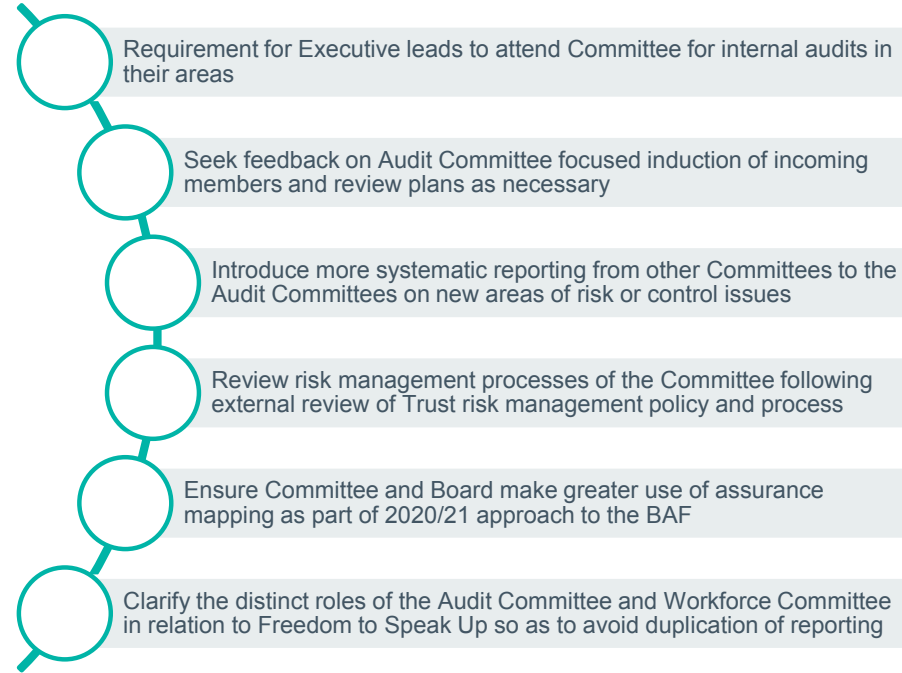 Requirement for Executive leads to attend Committee for internal audits in
their areas
Seek feedback on Audit Committee focused induction of incoming
members and review plans as necessary
Introduce more systematic reporting from other Committees to the
Audit Committees on new areas of risk or control issues
Review risk management processes of the Committee following
external review of Trust risk management policy and process
Ensure Committee and Board make greater use of assurance
mapping as part of 2020/21 approach to the BAF
Clarify the distinct roles of the Audit Committee and Workforce Committee
in relation to Freedom to Speak Up so as to avoid duplication of reporting